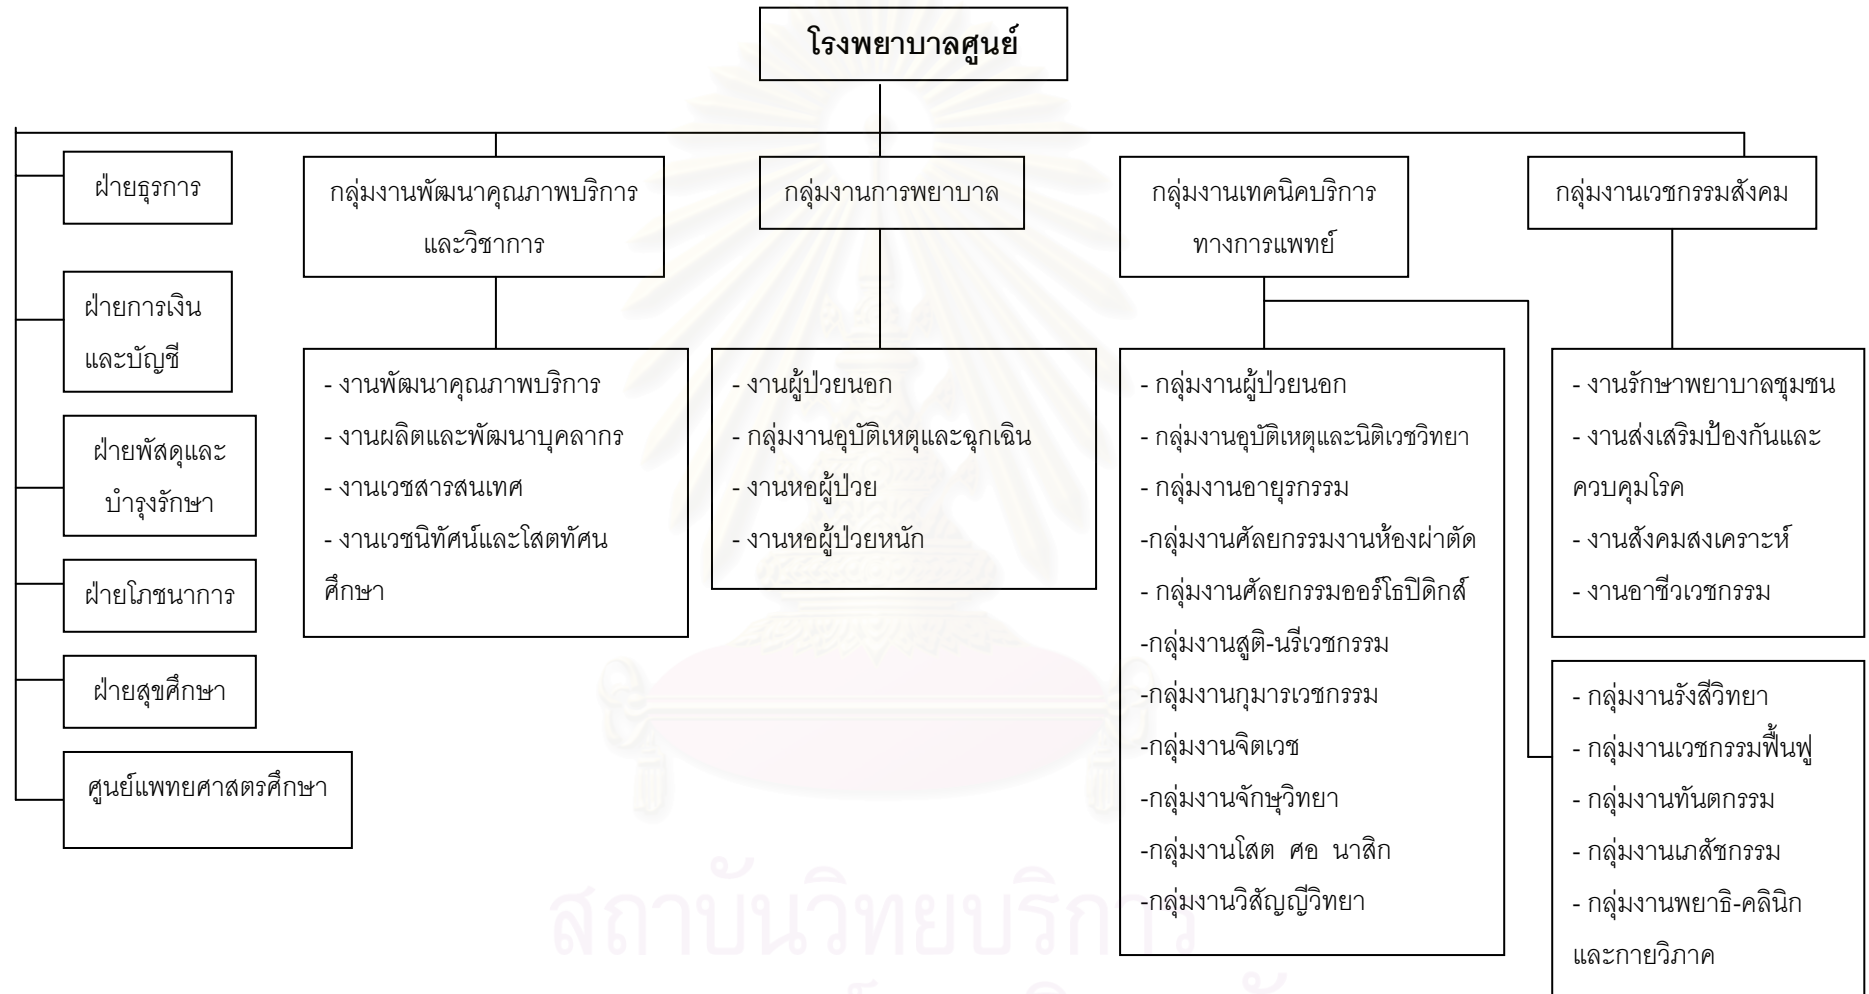 โรงพยาบาลศูนย์
ฝ่ายธุรการ
ฝ่ายการเงิน
และบัญชี
ฝ่ายพัสดุและ
บำรุงรักษา
ฝ่ายโภชนาการ
ฝ่ายสุขศึกษา
ศูนย์แพทยศาสตรศึกษา
กลุ่มงานพัฒนาคุณภาพบริการ
และวิชาการ
- งานพัฒนาคุณภาพบริการ
- งานผลิตและพัฒนาบุคลากร
- งานเวชสารสนเทศ
- งานเวชนิทัศน์และโสตทัศน
ศึกษา
กลุ่มงานการพยาบาล
- งานผู้ป่วยนอก
- กลุ่มงานอุบัติเหตุและฉุกเฉิน
- งานหอผู้ป่วย
- งานหอผู้ป่วยหนัก
กลุ่มงานเทคนิคบริการ
ทางการแพทย์
- กลุ่มงานผู้ป่วยนอก
- กลุ่มงานอุบัติเหตุและนิติเวชวิทยา
- กลุ่มงานอายุรกรรม
-กลุ่มงานศัลยกรรมงานห้องผ่าตัด
- กลุ่มงานศัลยกรรมออร์โธปิดิกส์
-กลุ่มงานสูติ-นรีเวชกรรม
-กลุ่มงานกุมารเวชกรรม
-กลุ่มงานจิตเวช
-กลุ่มงานจักษุวิทยา
-กลุ่มงานโสต ศอ นาสิก
-กลุ่มงานวิสัญญีวิทยา
กลุ่มงานเวชกรรมสังคม
- งานรักษาพยาบาลชุมชน
- งานส่งเสริมป้องกันและ
ควบคุมโรค
- งานสังคมสงเคราะห์
- งานอาชีวเวชกรรม
- กลุ่มงานรังสีวิทยา
- กลุ่มงานเวชกรรมฟื้นฟู
- กลุ่มงานทันตกรรม
- กลุ่มงานเภสัชกรรม
- กลุ่มงานพยาธิ-คลินิก
และกายวิภาค
สถาบันวิทยบริการ